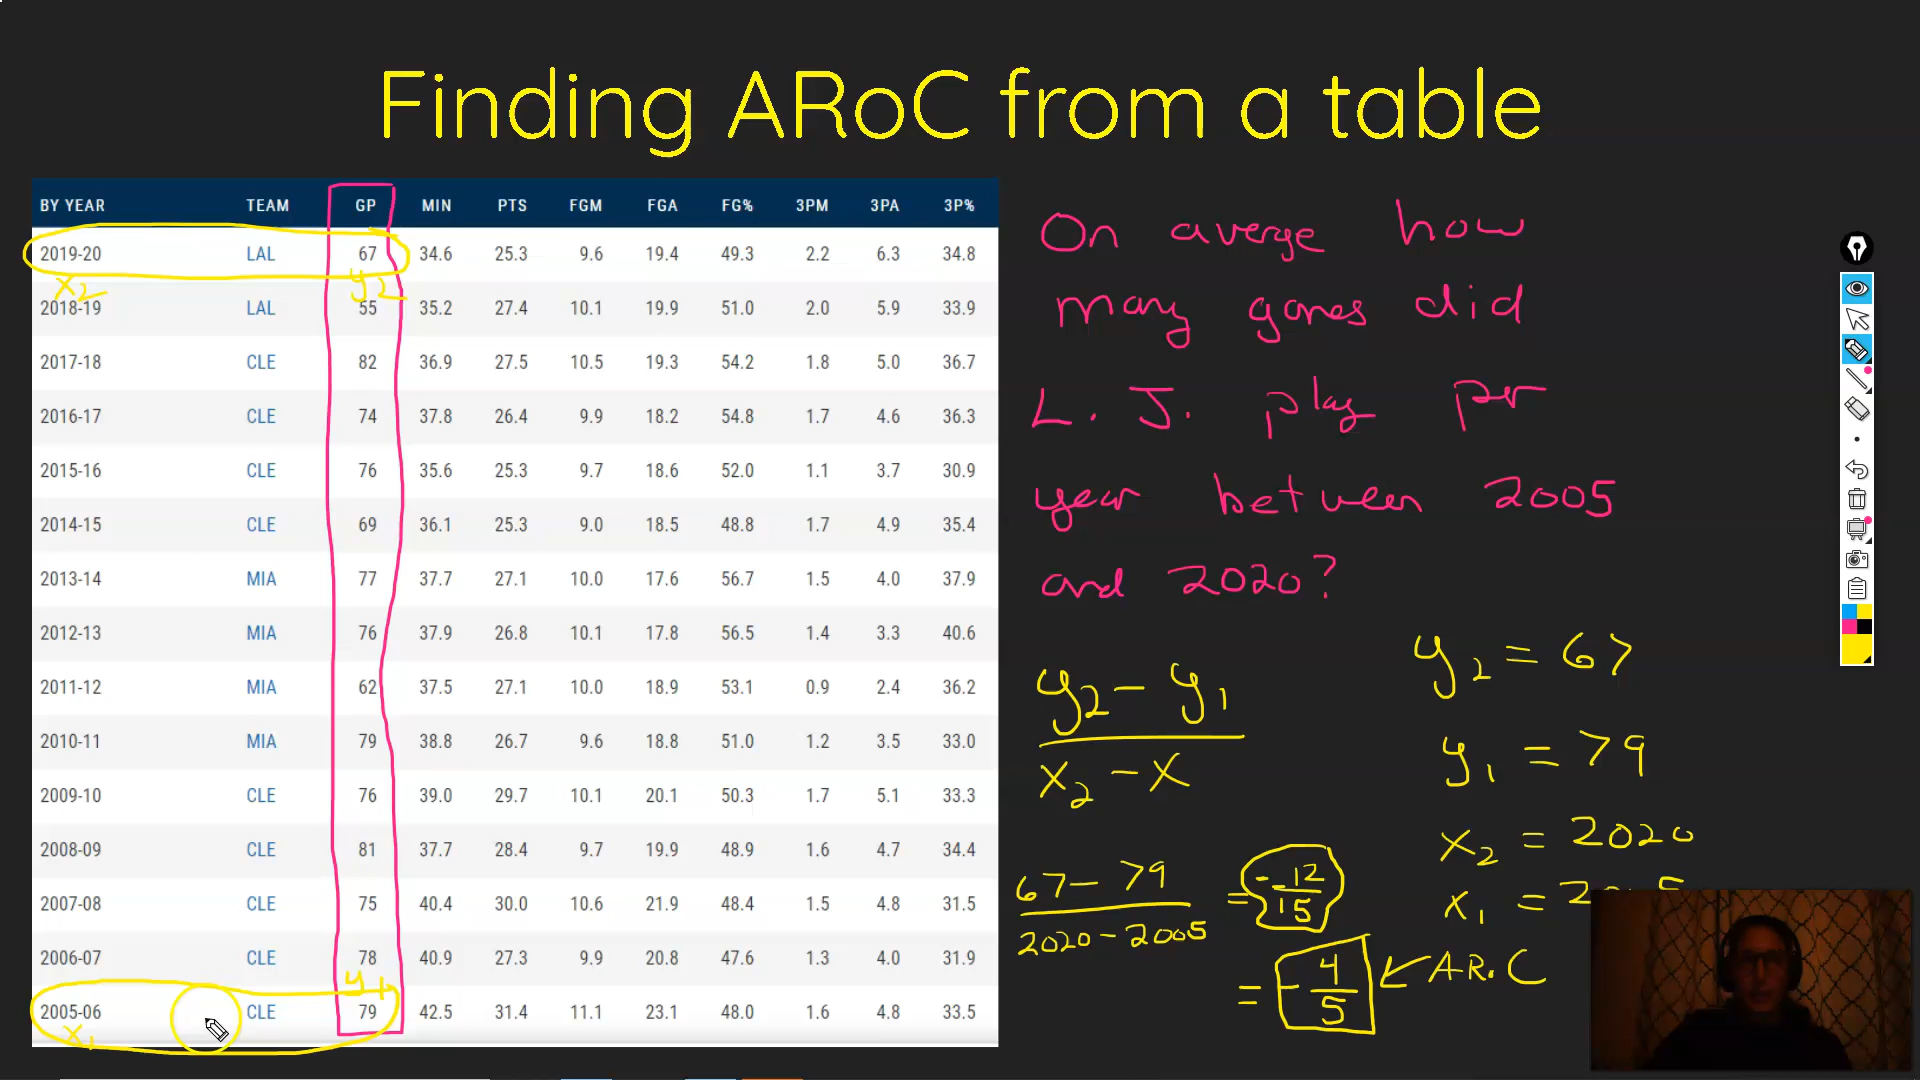 Finding ARoC from a table
BY YEAR TEAM GP MIN PTS FGM FGA FG% 3PM 3PA 3P%
2019-20 LAL 67 34.6 25.3 9.6 19.4 49.3 2.2 6.3 34.8
x2 y2
2018-19 LAL 55 35.2 27.4 10.1 19.9 51.0 2.0 5.9 33.9
2017-18 CLE 82 36.9 27.5 10.5 19.3 54.2 1.8 5.0 36.7
2016-17 CLE 74 37.8 26.4 9.9 18.2 54.8 1.7 4.6 36.3
2015-16 CLE 76 35.6 25.3 9.7 18.6 52.0 1.1 3.7 30.9
2014-15 CLE 69 36.1 25.3 9.0 18.5 48.8 1.7 4.9 35.4
2013-14 MIA 77 37.7 27.1 10.0 17.6 56.7 1.5 4.0 37.9
2012-13 MIA 76 37.9 26.8 10.1 17.8 56.5 1.4 3.3 40.6
2011-12 MIA 62 37.5 27.1 10.0 18.9 53.1 0.9 2.4 36.2
2010-11 MIA 79 38.8 26.7 9.6 18.8 51.0 1.2 3.5 33.0
2009-10 CLE 76 39.0 29.7 10.1 20.1 50.3 1.7 5.1 33.3
2008-09 CLE 81 37.7 28.4 9.7 19.9 48.9 1.6 4.7 34.4
2007-08 CLE 75 40.4 30.0 10.6 21.9 48.4 1.5 4.8 31.5
2006-07 CLE 78 40.9 27.3 9.9 20.8 47.6 1.3 4.0 31.9
y1
2005-06 CLE 79 42.5 31.4 11.1 23.1 48.0 1.6 4.8 33.5
x1
On averge how
many games did
L. J. play per
year between 2005
and 2020?
y2 - y1
x2 - x
67 - 79
2020 - 2005
= -12
15
= - 4
5
AR.C
y2 = 67
y1 = 79
x2 = 2020
x1 =